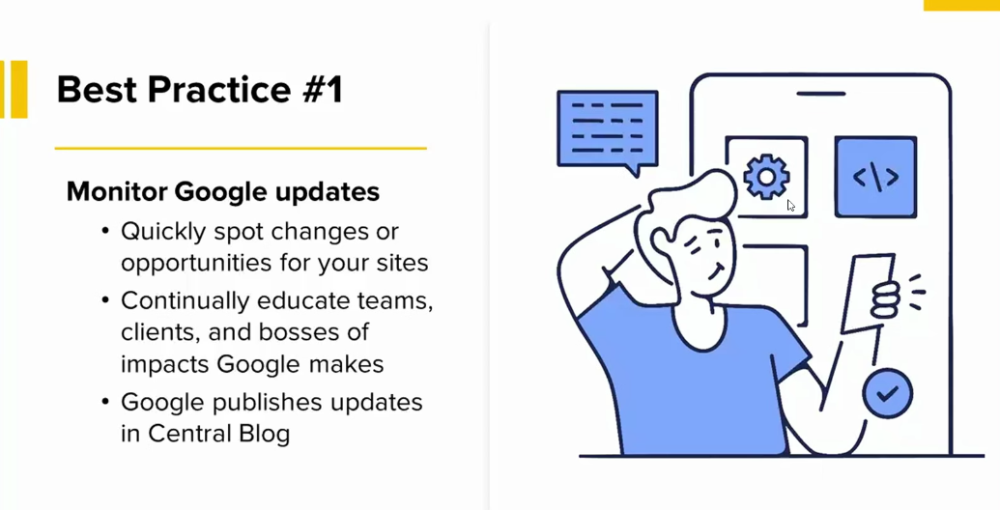 Best Practice #1
Monitor Google updates
• Quickly spot changes or
opportunities for your sites
• Continually educate teams,
clients, and bosses of
impacts Google makes
• Google publishes updates
in Central Blog
<\>